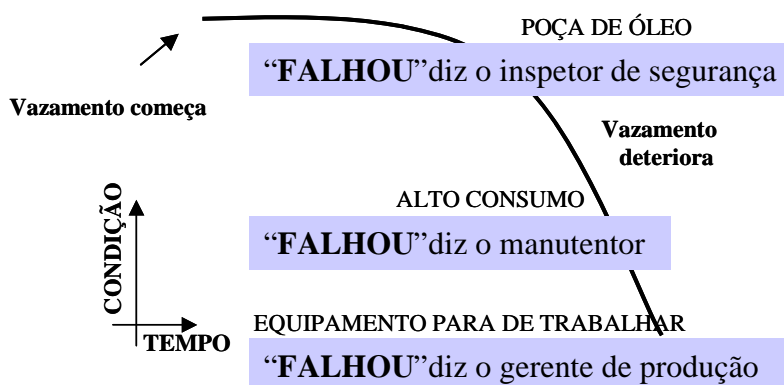 POÇA DE ÓLEO
“FALHOU”diz o inspetor de segurança
Vazamento começa
Vazamento
deteriora
ALTO CONSUMO
“FALHOU”diz o manutentor
CONDIÇÃO
TEMPO
EQUIPAMENTO PARA DE TRABALHAR
“FALHOU”diz o gerente de produção